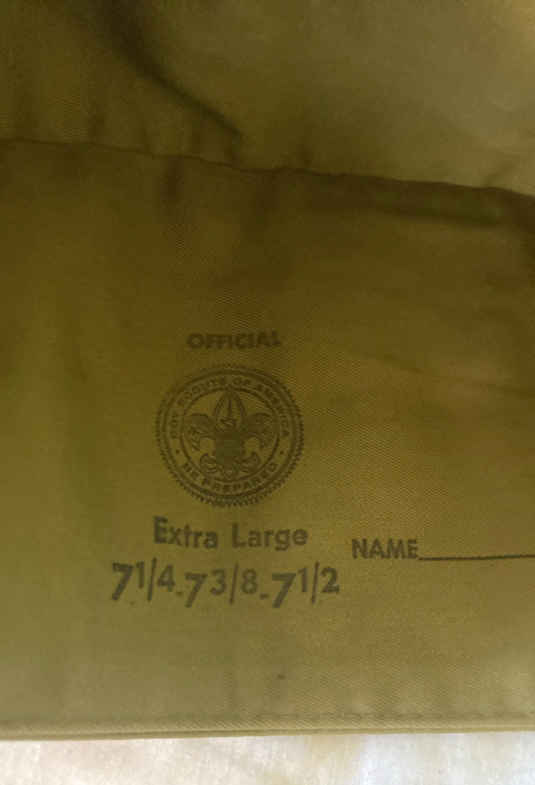 OFFICIAL
BOY SCOUTS OF AMERICA
BE PREPARED
Extra Large
7 1/4-7 3/8-7 1/2
NAME